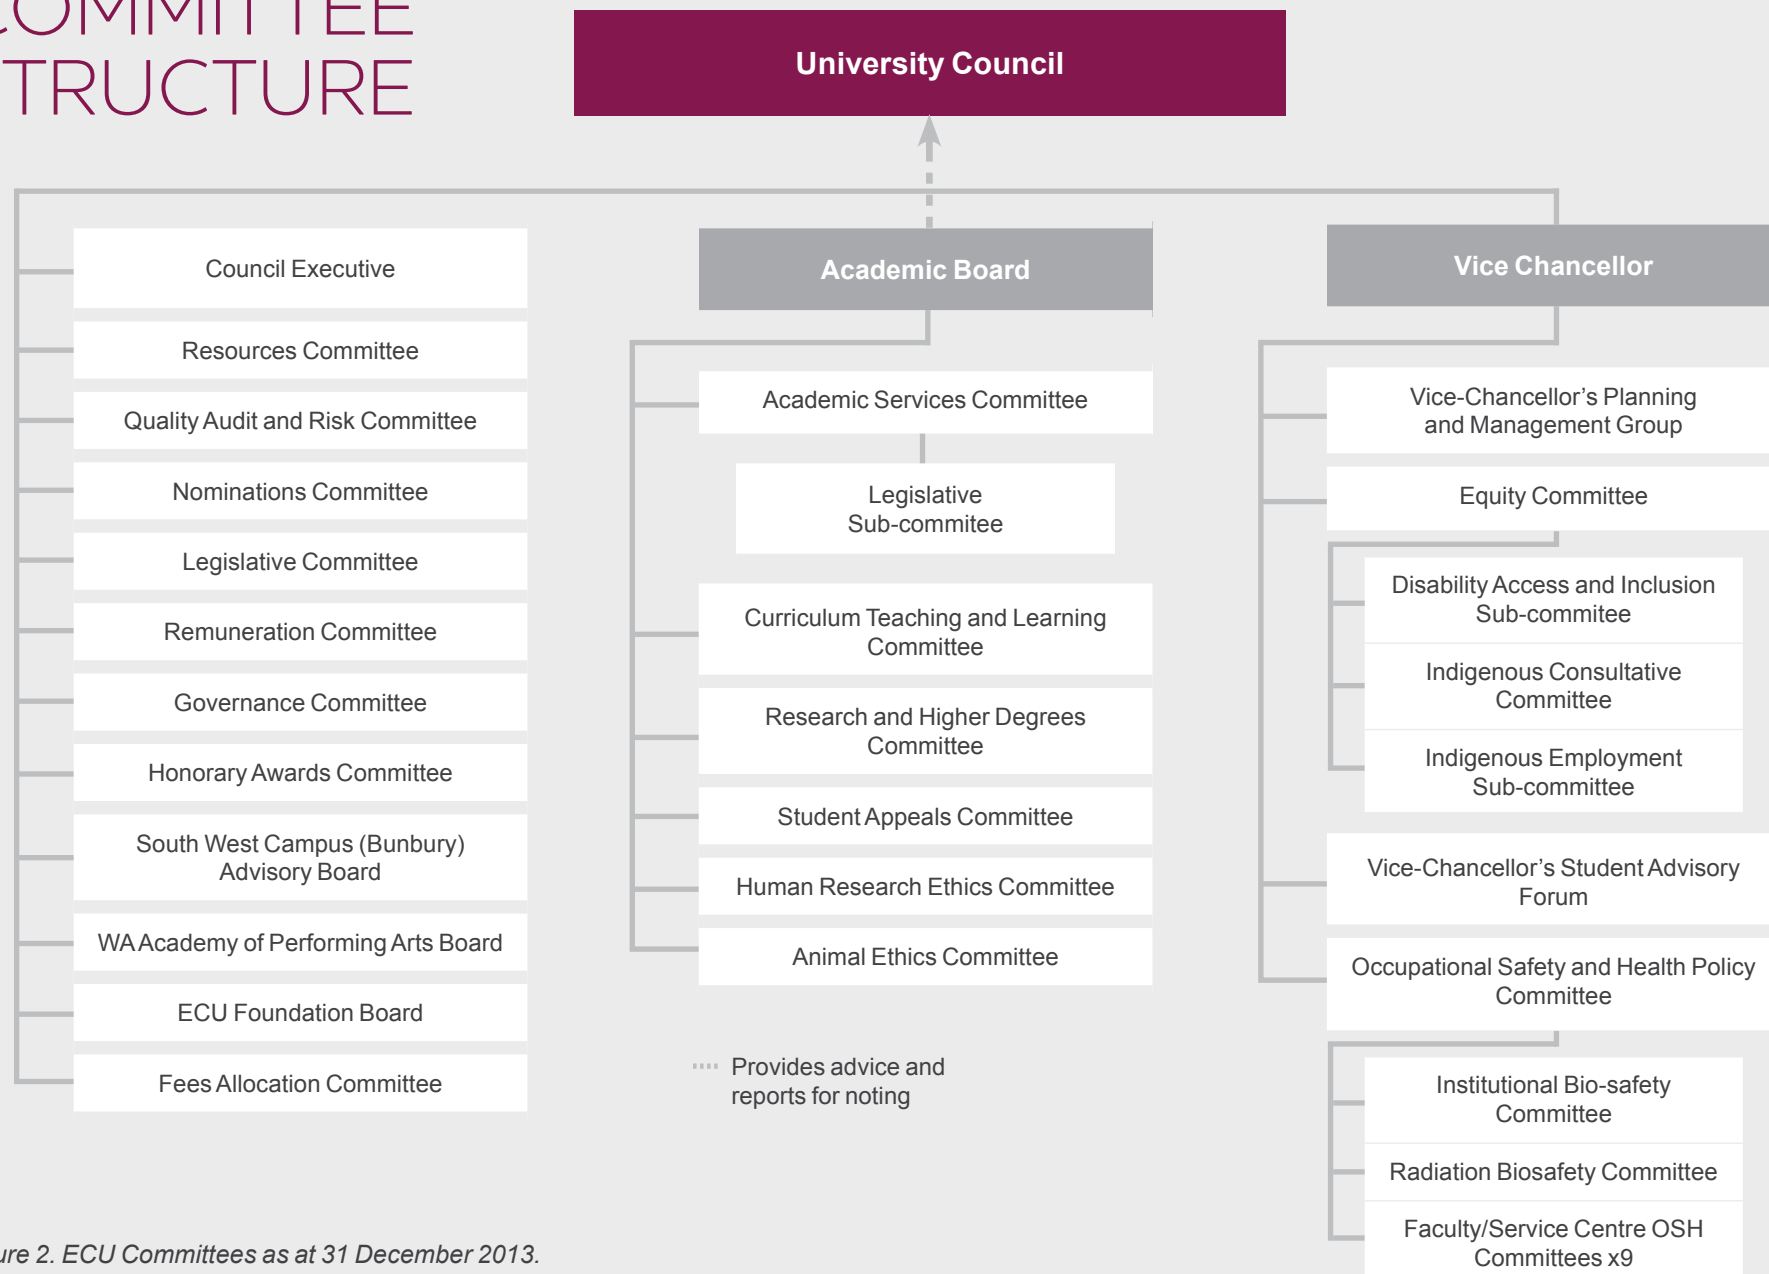 COMMITTEE
TRUCTURE
University Council
Council Executive
Resources Committee
Quality Audit and Risk Committee
Nominations Committee
Legislative Committee
Remuneration Committee
Governance Committee
Honorary Awards Committee
South West Campus (Bunbury)
Advisory Board
WA Academy of Performing Arts Board
ECU Foundation Board
Fees Allocation Committee
Academic Board
Academic Services Committee
Legislative
Sub-commitee
Curriculum Teaching and Learning
Committee
Research and Higher Degrees
Committee
Student Appeals Committee
Human Research Ethics Committee
Animal Ethics Committee
Provides advice and
reports for noting
Vice Chancellor
Vice-Chancellor’s Planning
and Management Group
Equity Committee
Disability Access and Inclusion
Sub-commitee
Indigenous Consultative
Committee
Indigenous Employment
Sub-committee
Vice-Chancellor’s Student Advisory
Forum
Occupational Safety and Health Policy
Committee
Institutional Bio-safety
Committee
Radiation Biosafety Committee
Faculty/Service Centre OSH
Committees x9
ure 2. ECU Committees as at 31 December 2013.